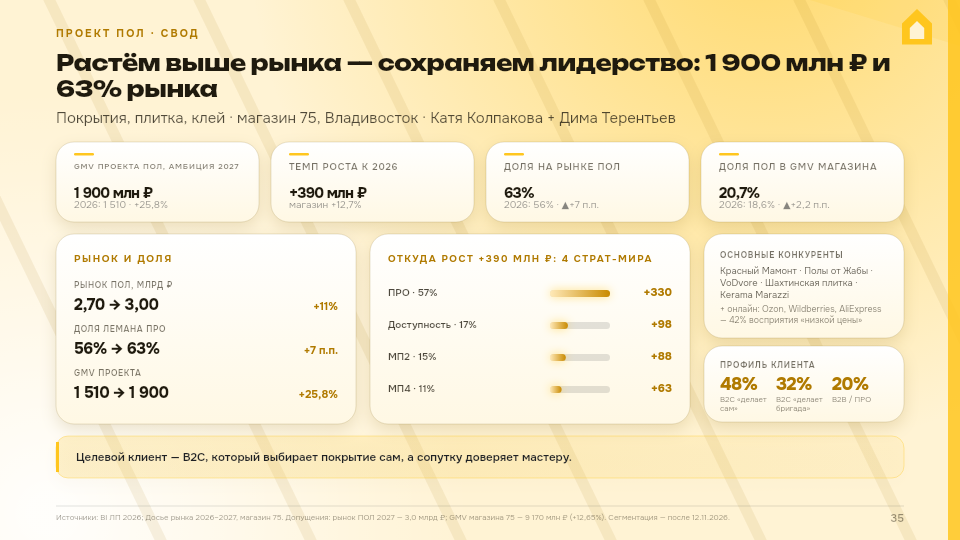 ПРОЕКТ ПОЛ · СВОД
Растём выше рынка — сохраняем лидерство: 1 900 млн ₽ и
63% рынка
Покрытия, плитка, клей · магазин 75, Владивосток · Катя Колпакова + Дима Терентьев
GMV ПРОЕКТА ПОЛ, АМБИЦИЯ 2027
1 900 млн ₽
2026: 1 510 · +25,8%
ТЕМП РОСТА К 2026
+390 млн ₽
магазин +12,7%
ДОЛЯ НА РЫНКЕ ПОЛ
63%
2026: 56% · ▲+7 п.п.
ДОЛЯ ПОЛ В GMV МАГАЗИНА
20,7%
2026: 18,6% · ▲+2,2 п.п.
РЫНОК И ДОЛЯ
РЫНОК ПОЛ, МЛРД ₽
2,70 → 3,00
+11%
ДОЛЯ ЛЕМАНА ПРО
56% → 63%
+7 п.п.
GMV ПРОЕКТА
1 510 → 1 900
+25,8%
ОТКУДА РОСТ +390 МЛН ₽: 4 СТРАТ-МИРА
ПРО · 57%
+330
Доступность · 17%
+98
МП2 · 15%
+88
МП4 · 11%
+63
ОСНОВНЫЕ КОНКУРЕНТЫ
Красный Мамонт · Полы от Жабы ·
VoDvore · Шахтинская плитка ·
Kerama Marazzi
+ онлайн: Ozon, Wildberries, AliExpress
— 42% восприятия «низкой цены»
ПРОФИЛЬ КЛИЕНТА
48%
B2C «делает
сам»
32%
B2C «делает
бригада»
20%
B2B / ПРО
Целевой клиент — B2C, который выбирает покрытие сам, а сопутку доверяет мастеру.
Источники: BI ПП 2026; Досье рынка 2026–2027, магазин 75. Допущения: рынок ПОЛ 2027 — 3,0 млрд ₽; GMV магазина 75 — 9 170 млн ₽ (+12,65%). Сегментация — после 12.11.2026.
35